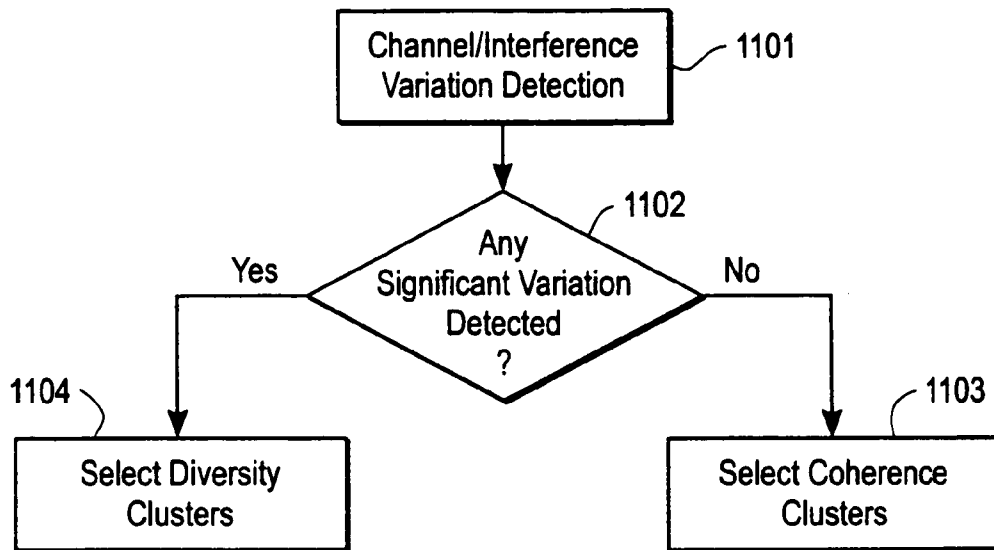 Channel/Interference
Variation Detection
1101
1102
Any
Significant Variation
Detected
?
Yes
No
1104
1103
Select Diversity
Clusters
Select Coherence
Clusters